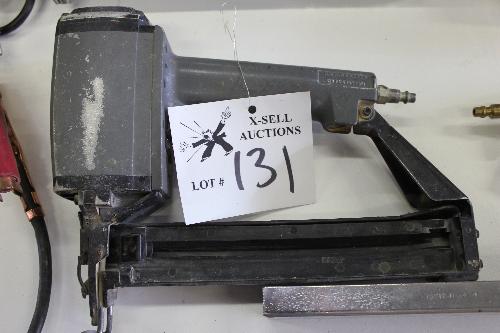 X-SELL
AUCTIONS
LOT # 131